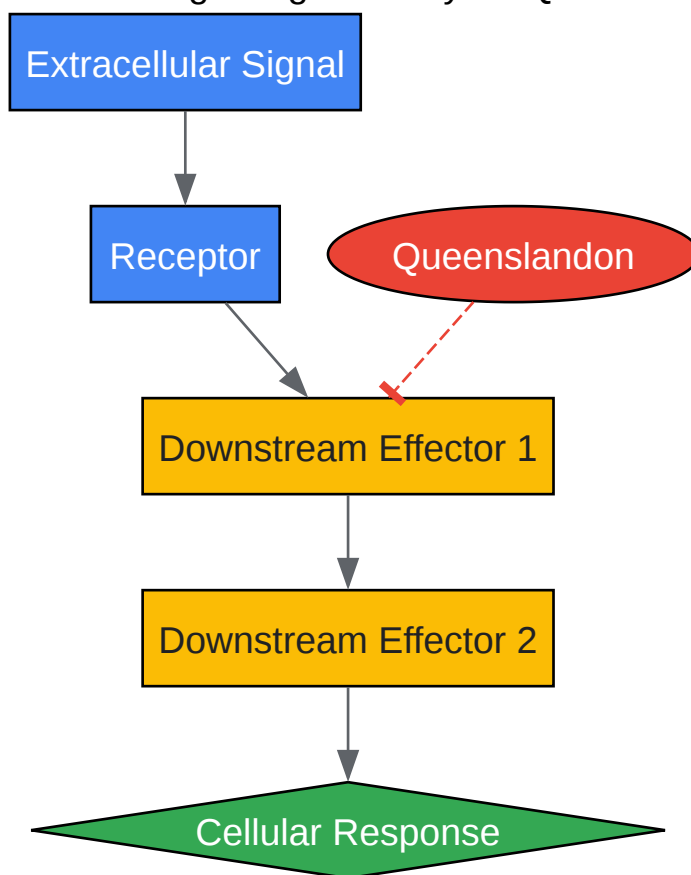 Extracellular Signal
Receptor
Queenslandon
Downstream Effector 1
Downstream Effector 2
Cellular Response